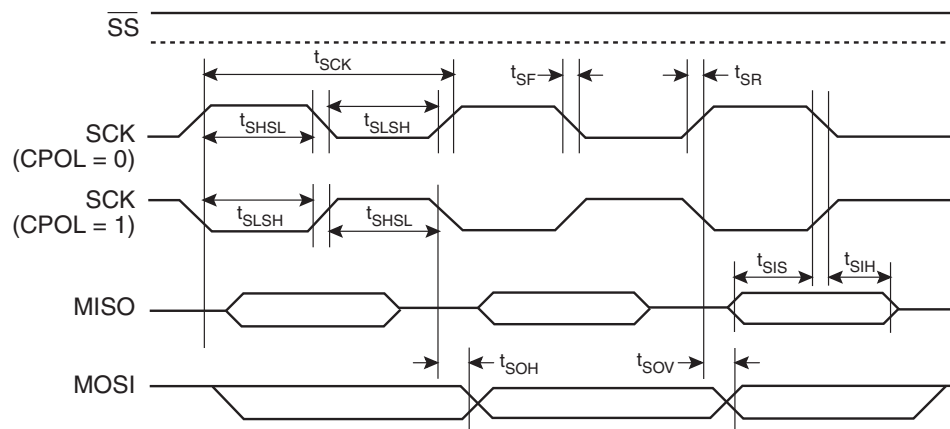 SS
tSCK
tSF
tSR
SCK
(CPOL = 0)
tSHSL
tSLSH
SCK
(CPOL = 1)
tSLSH
tSHSL
tSIS
tSIH
MISO
tSOH
tSOV
MOSI